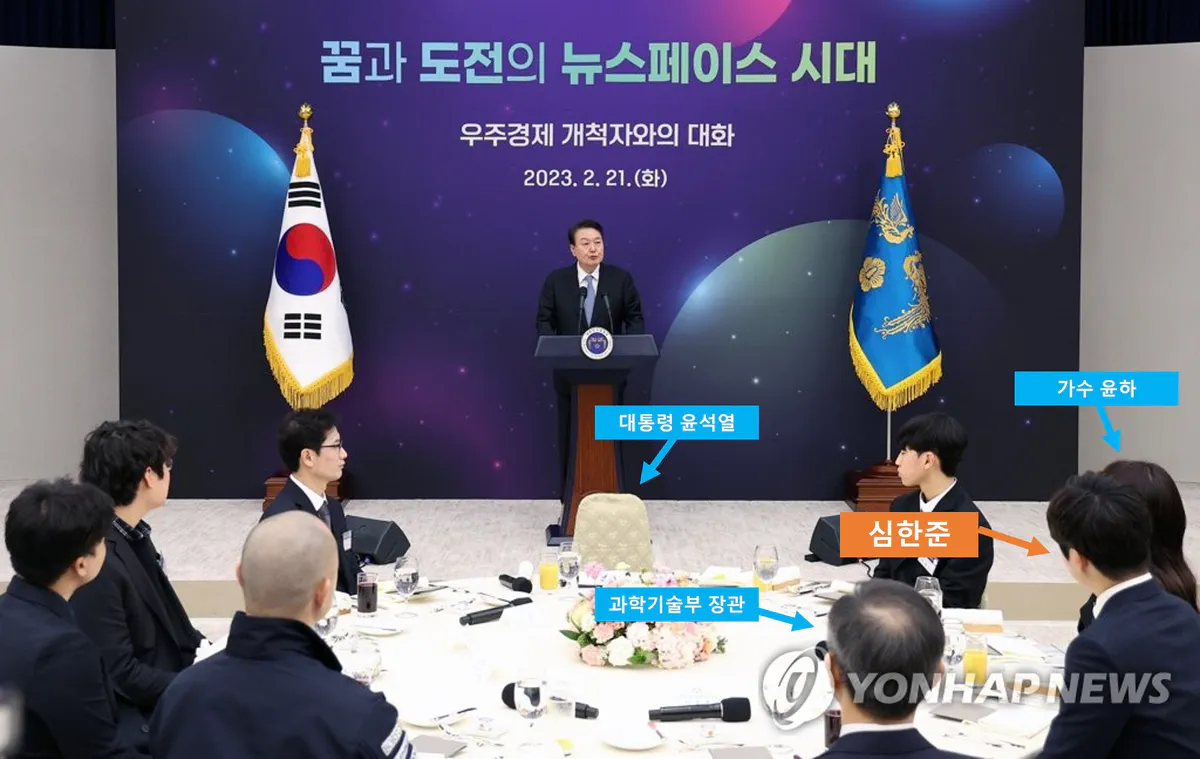 꿈과 도전의 뉴스페이스 시대
우주경제 개척자와의 대화
2023. 2. 21.(화)
가수 윤하
대통령 윤석열
심한준
과학기술부 장관
YONHAPNEWS